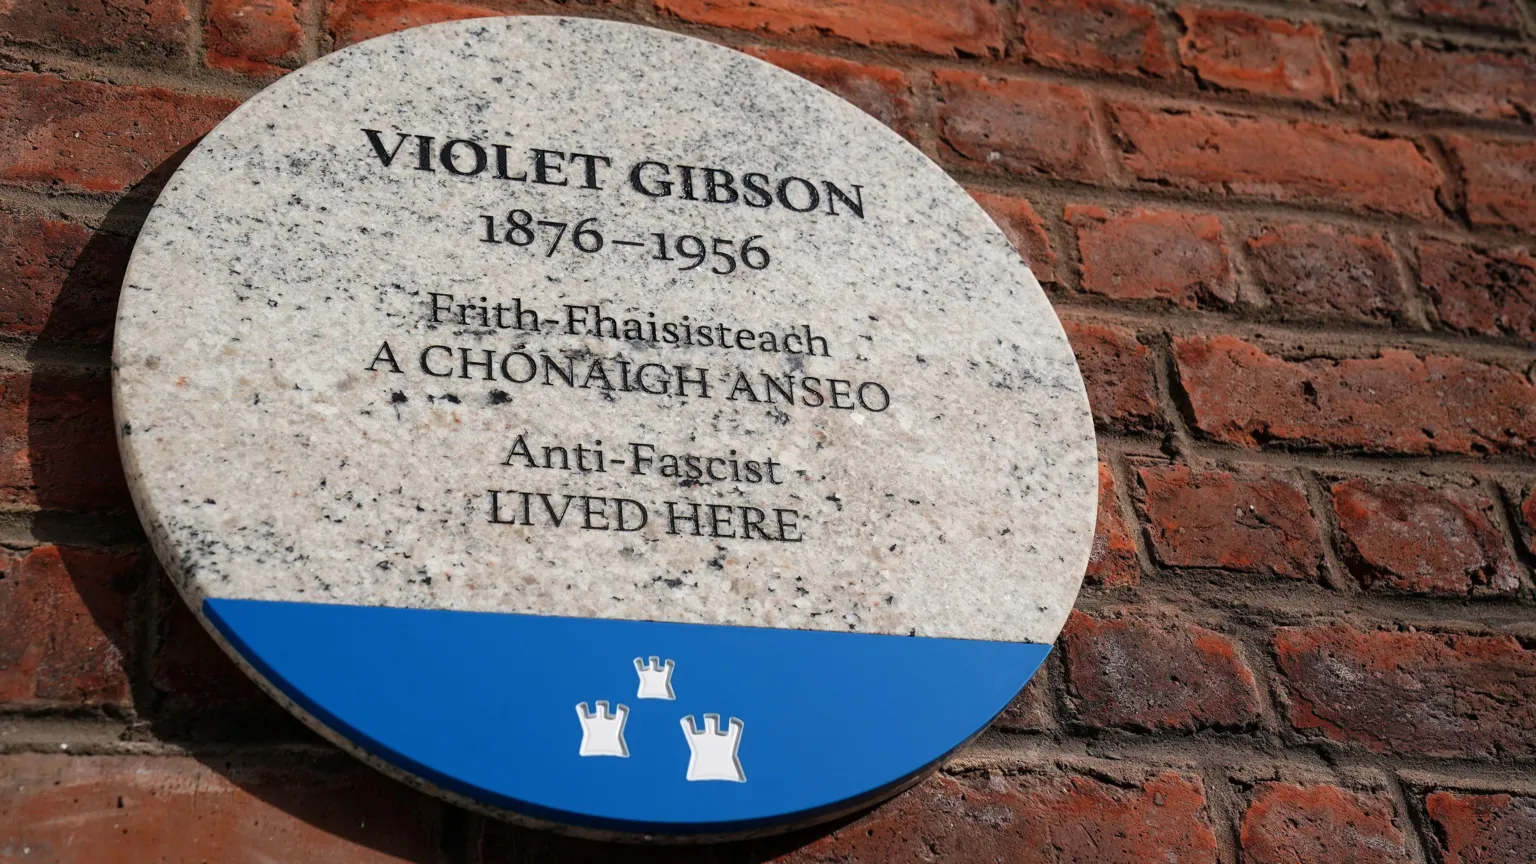 VIOLET GIBSON
1876–1956
Frith-Fhaisisteach
A CHÓNAIGH ANSEO
Anti-Fascist
LIVED HERE